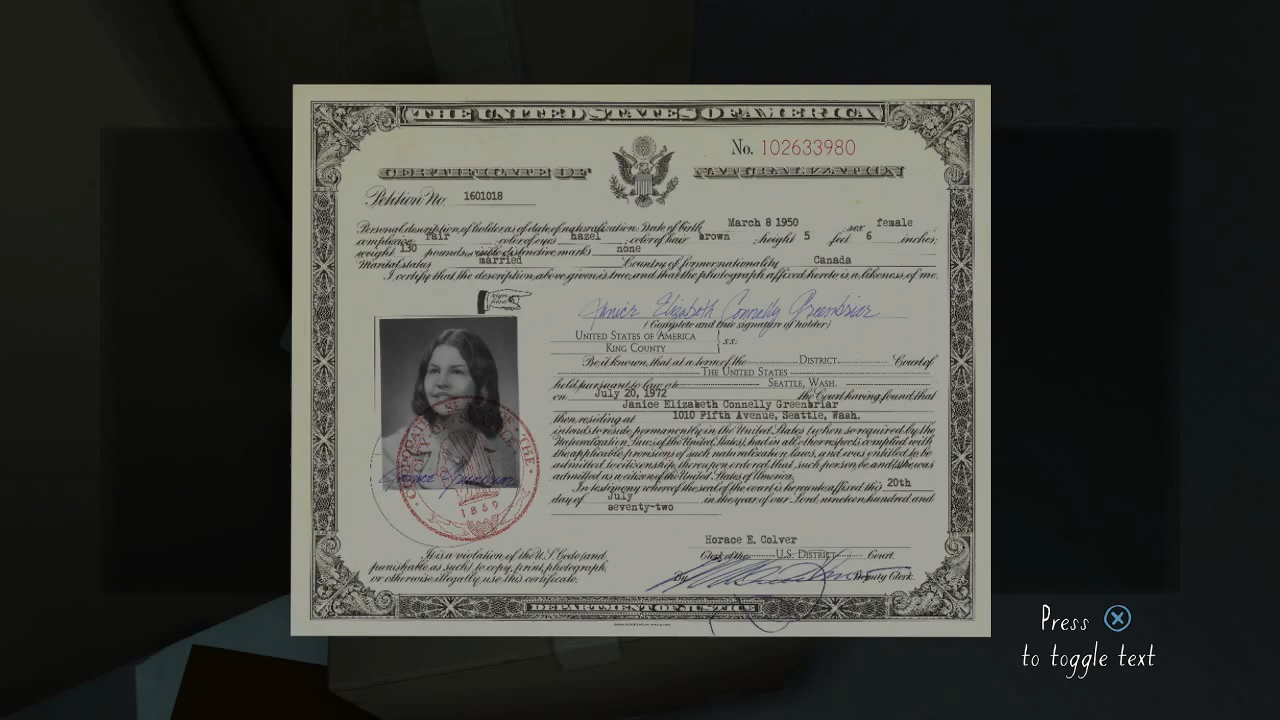 THE UNITED STATES OF AMERICA
No. 102633980
CERTIFICATE OF NATURALIZATION
Petition No. 1601018
Personal description of holder as of date of naturalization: Date of birth March 8 1950 sex female
complexion fair color of eyes hazel color of hair brown height 5 feet 6 inches;
weight 130 pounds, visible distinctive marks none
Marital status married Country of former nationality Canada
I certify that the description above given is true, and that the photograph affixed hereto is a likeness of me.
Sign here
Janice Elizabeth Connelly Greenbriar
(Complete and true signature of holder)
UNITED STATES OF AMERICA
KING COUNTY
ss:
Be it known, that at a term of the DISTRICT Court of
THE UNITED STATES
held pursuant to law at SEATTLE, WASH.
on July 20, 1972 the Court having found that
Janice Elizabeth Connelly Greenbriar
then residing at 1010 Fifth Avenue, Seattle, Wash.
intends to reside permanently in the United States (when so required by the
Naturalization Laws of the United States), had in all other respects complied with
the applicable provisions of such naturalization laws, and was entitled to be
admitted to citizenship, thereupon ordered that such person be and (s)he was
admitted as a citizen of the United States of America.
In testimony whereof the seal of the court is hereunto affixed this 20th
day of July in the year of our Lord nineteen hundred and
seventy-two
Janice Greenbriar
1869
Horace E. Colver
Clerk of the U.S. DISTRICT Court.
By Deputy Clerk.
It is a violation of the U.S. Code (and
punishable as such) to copy, print, photograph,
or otherwise illegally use this certificate.
DEPARTMENT OF JUSTICE
Press
to toggle text